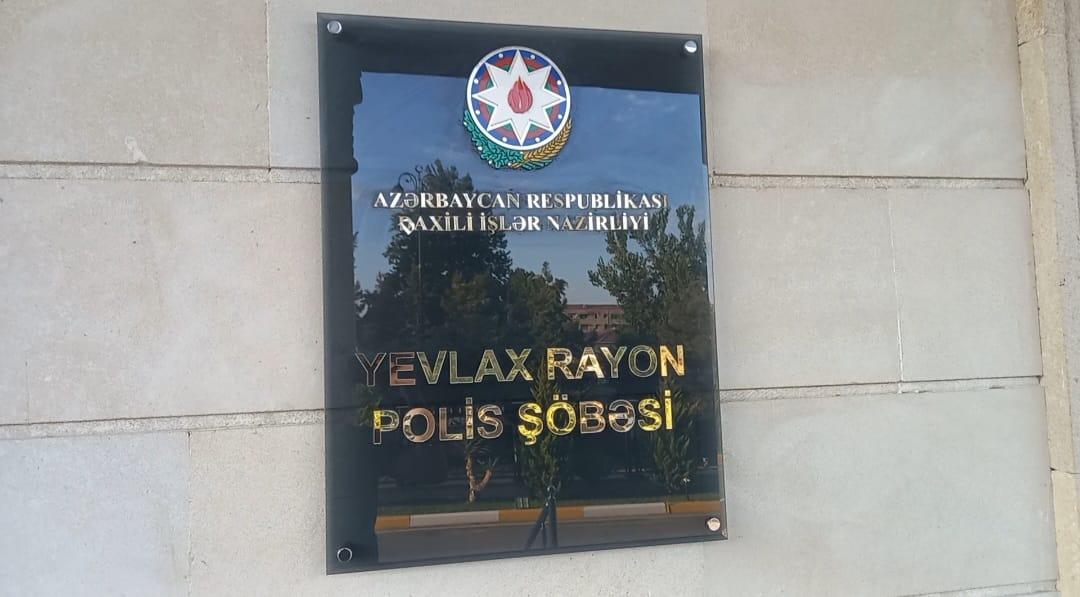 AZƏRBAYCAN RESPUBLİKASI
DAXİLİ İŞLƏR NAZİRLİYİ
YEVLAX RAYON
POLİS ŞÖBƏSİ